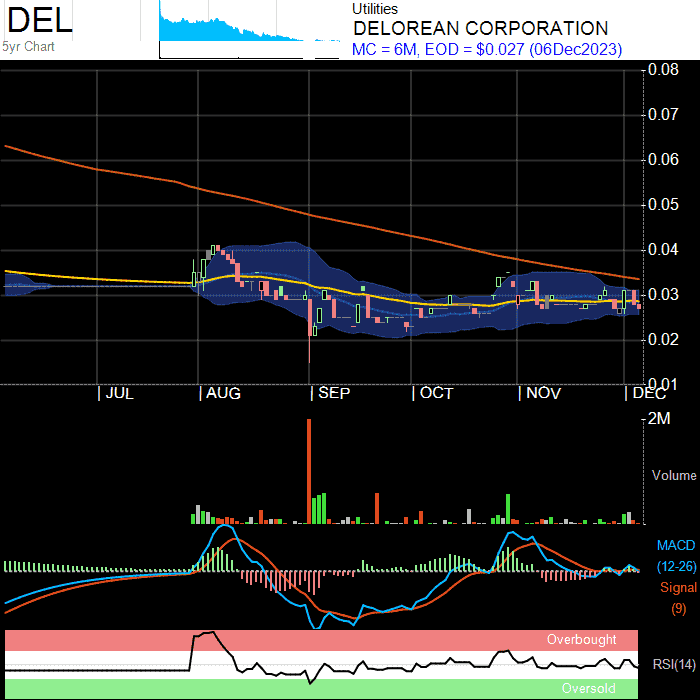 DEL
5yr Chart
Utilities
DELOREAN CORPORATION
MC = 6M, EOD = $0.027 (06Dec2023)
0.08
0.07
0.06
0.05
0.04
0.03
0.02
0.01
| JUL | AUG | SEP | OCT | NOV | DEC
2M
Volume
MACD
(12-26)
Signal
(9)
Overbought
RSI(14)
Oversold